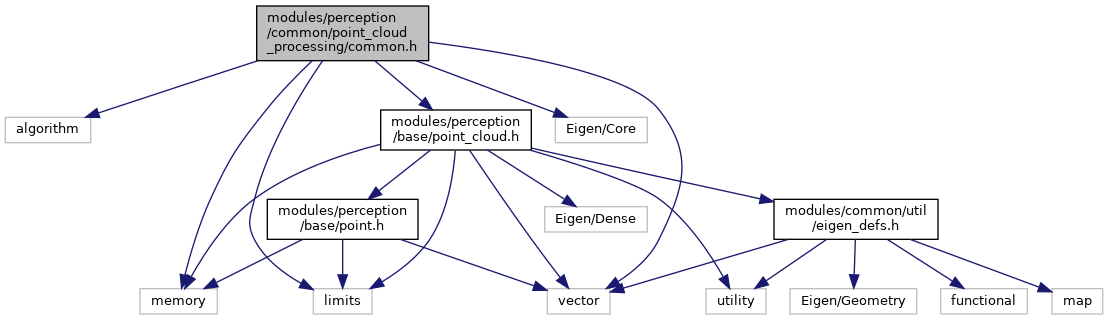 modules/perception
/common/point_cloud
_processing/common.h
algorithm
modules/perception
/base/point_cloud.h
Eigen/Core
modules/perception
/base/point.h
Eigen/Dense
modules/common/util
/eigen_defs.h
memory
limits
vector
utility
Eigen/Geometry
functional
map